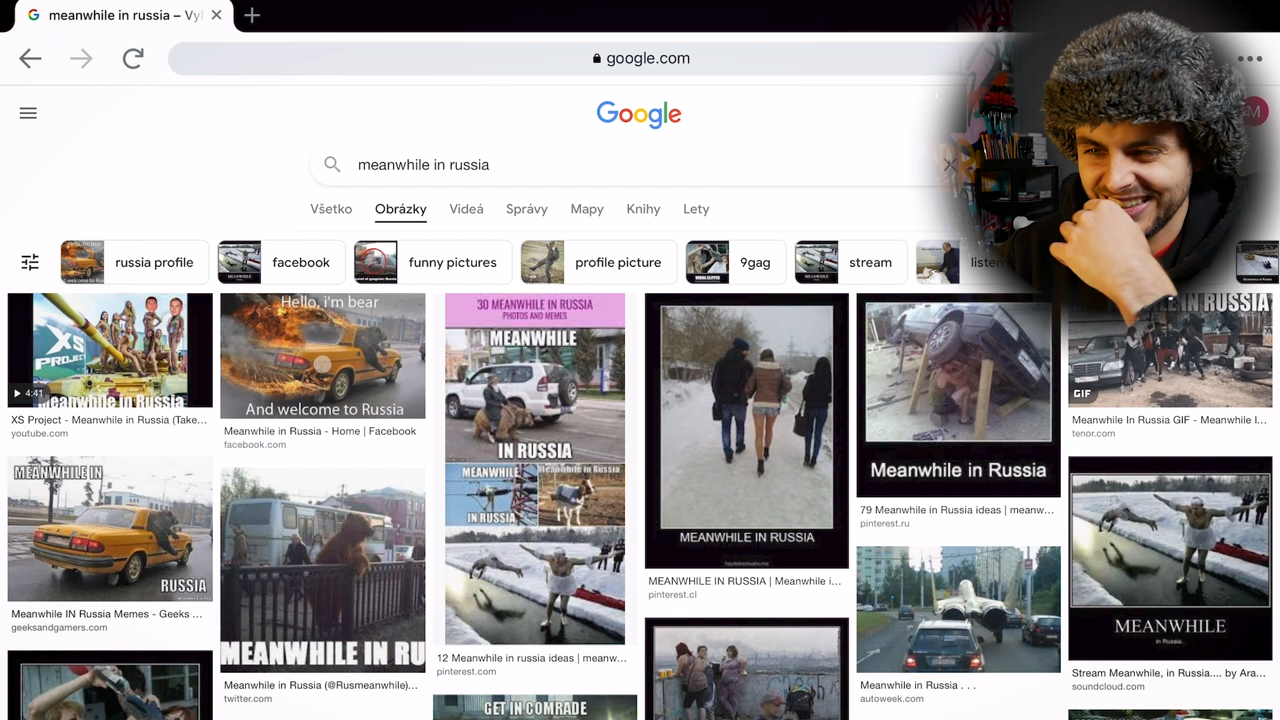 meanwhile in russia – Vyl
google.com
Google
M
meanwhile in russia
Všetko
Obrázky
Videá
Správy
Mapy
Knihy
Lety
russia profile
facebook
funny pictures
profile picture
9gag
stream
listen
XS
PROJECT
4:41
Meanwhile in Russia
XS Project - Meanwhile in Russia (Take...
youtube.com
MEANWHILE IN
RUSSIA
Meanwhile IN Russia Memes - Geeks ...
geeksandgamers.com
Hello, i'm bear
And welcome to Russia
Meanwhile in Russia - Home | Facebook
facebook.com
MEANWHILE IN RU
Meanwhile in Russia (@Rusmeanwhile)...
twitter.com
30 MEANWHILE IN RUSSIA
PHOTOS AND MEMES
MEANWHILE
IN RUSSIA
MEANWHILE
IN RUSSIA
Meanwhile in Russia
12 Meanwhile in russia ideas | meanw...
pinterest.com
GET IN COMRADE
MEANWHILE IN RUSSIA
MEANWHILE IN RUSSIA | Meanwhile i...
pinterest.cl
Meanwhile in Russia
79 Meanwhile in Russia ideas | meanw...
pinterest.ru
Meanwhile in Russia . . .
autoweek.com
IN RUSSIA
GIF
Meanwhile In Russia GIF - Meanwhile I...
tenor.com
MEANWHILE
in Russia
Stream Meanwhile, in Russia.... by Ara...
soundcloud.com